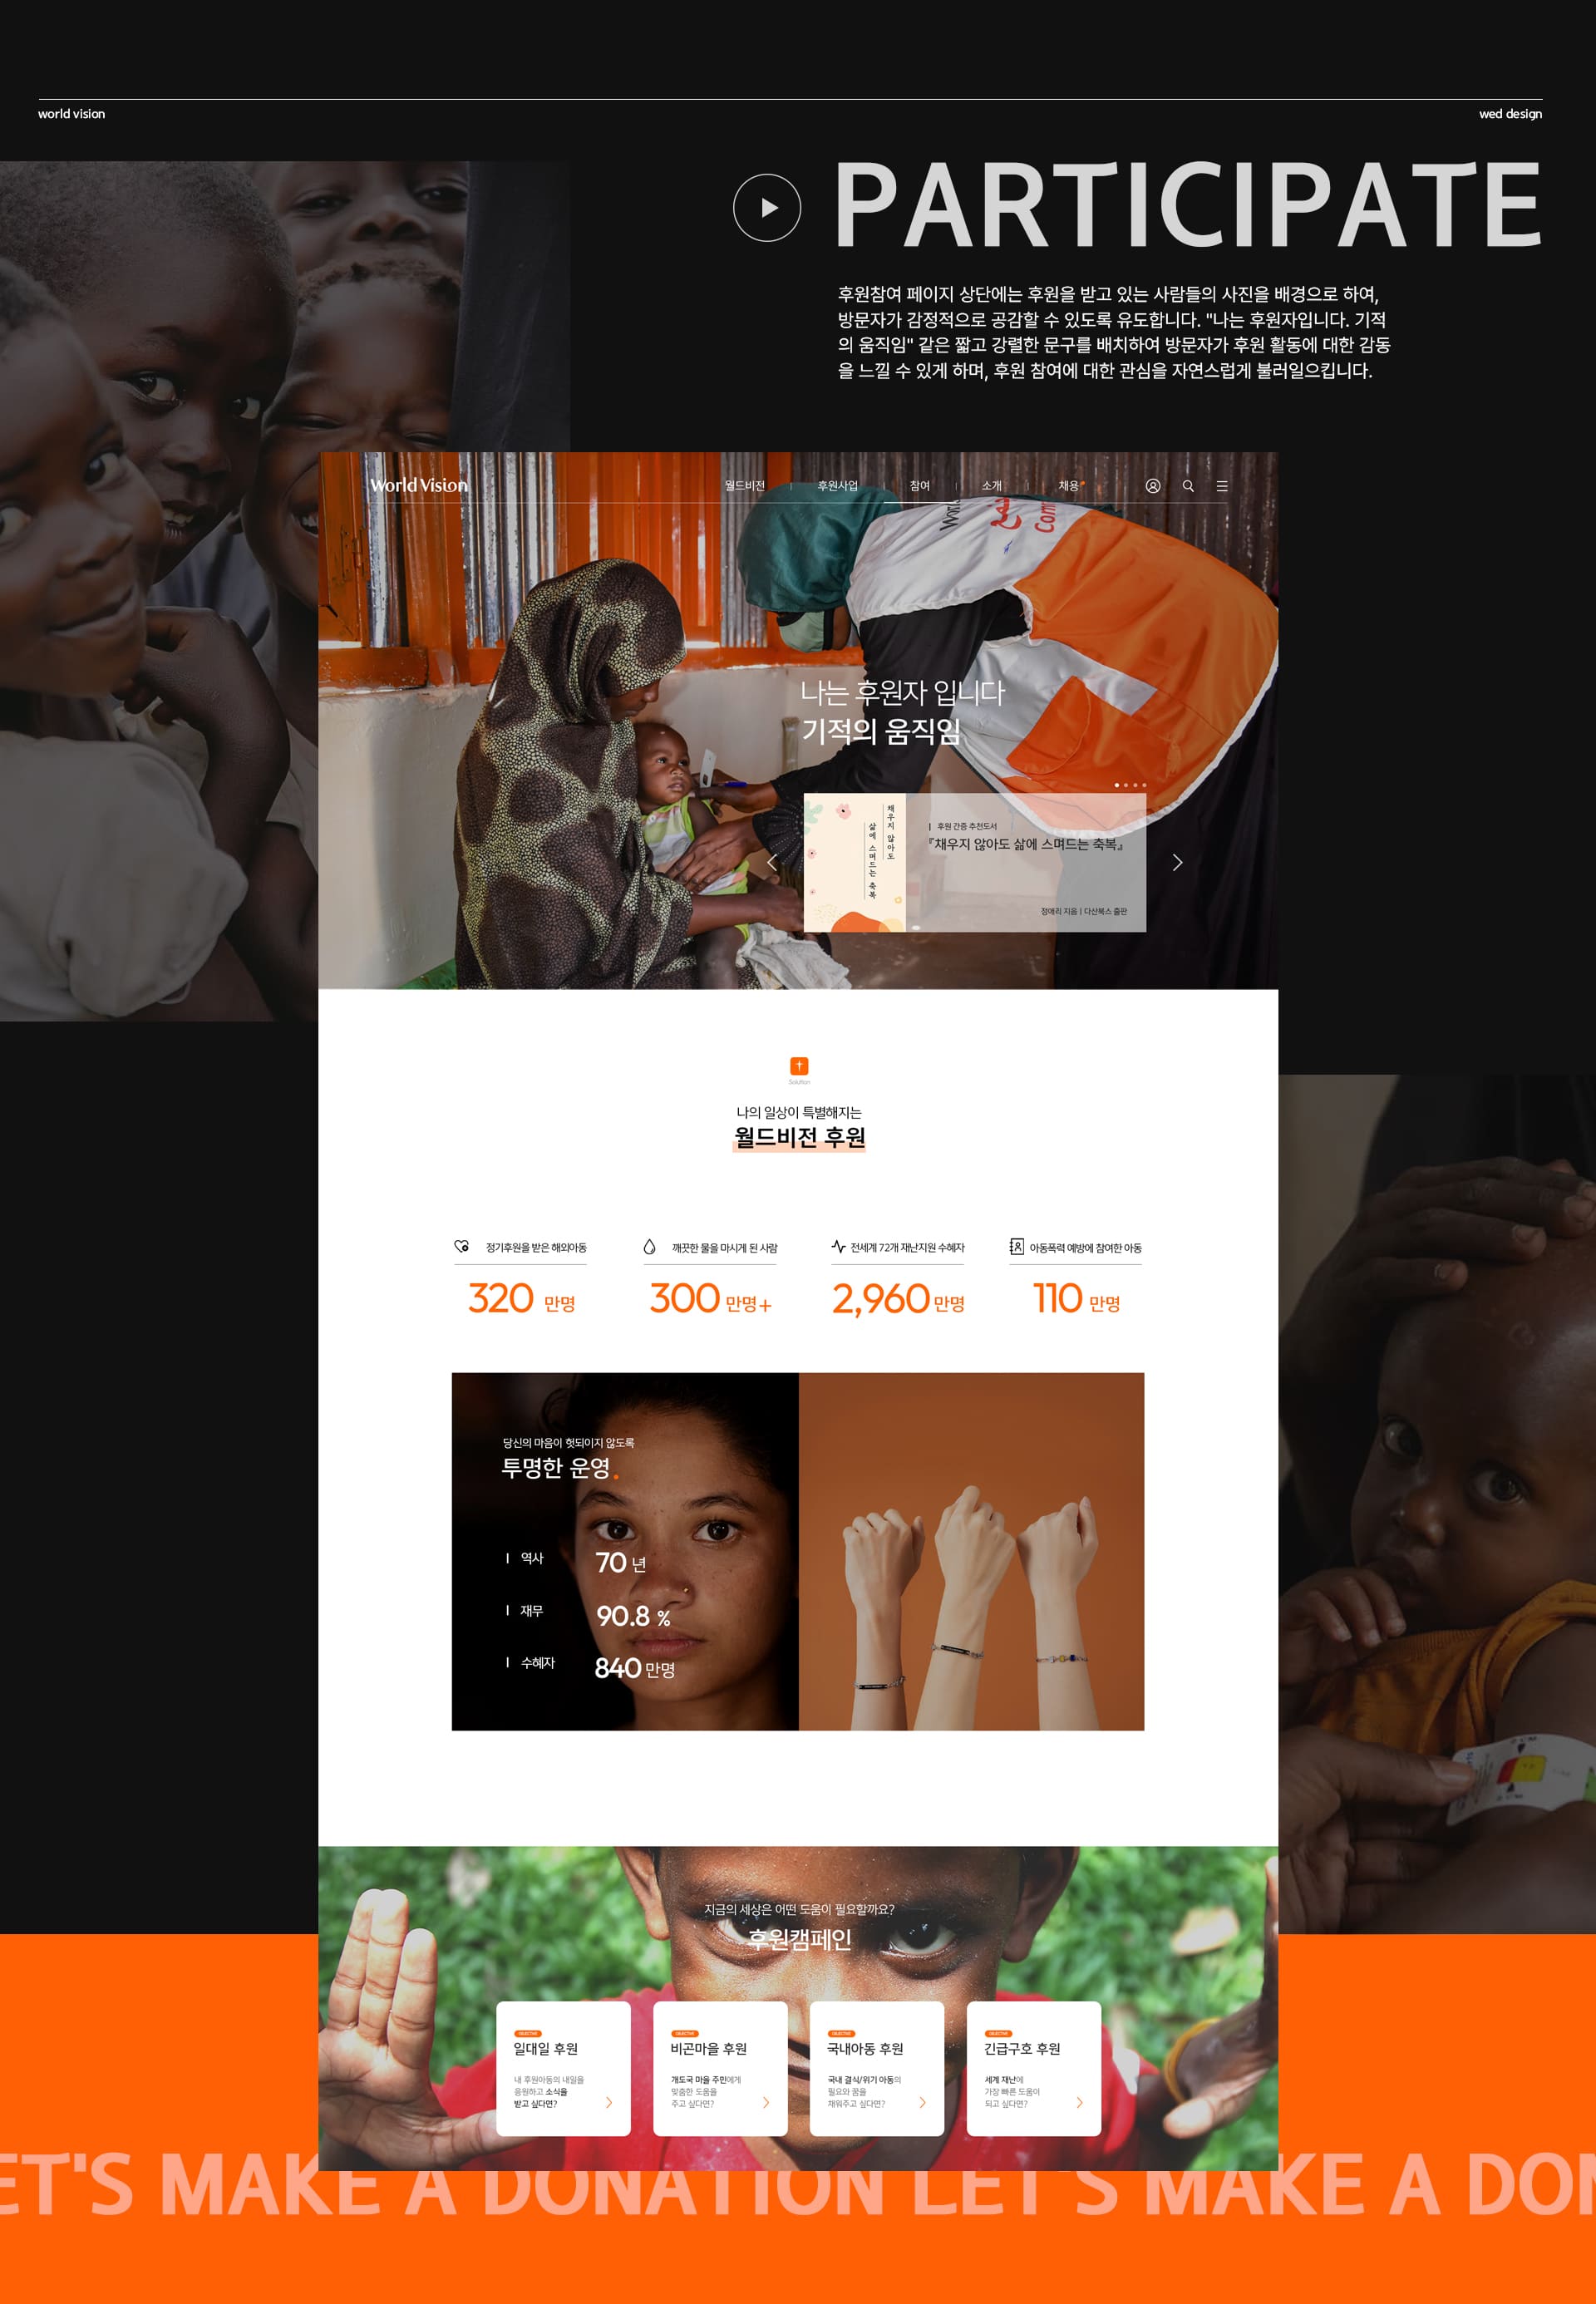 world vision
wed design
PARTICIPATE
후원참여 페이지 상단에는 후원을 받고 있는 사람들의 사진을 배경으로 하여,
방문자가 감정적으로 공감할 수 있도록 유도합니다. "나는 후원자입니다. 기적
의 움직임" 같은 짧고 강렬한 문구를 배치하여 방문자가 후원 활동에 대한 감동
을 느낄 수 있게 하며, 후원 참여에 대한 관심을 자연스럽게 불러일으킵니다.
World Vision
월드비전 | 후원사업 | 참여 | 소개 | 채용
Worl
Com
나는 후원자 입니다
기적의 움직임
채우지 않아도
삶에 스며드는 축복
| 후원 간증 추천도서
『채우지 않아도 삶에 스며드는 축복』
정애리 지음 | 다산북스 출판
Solution
나의 일상이 특별해지는
월드비전 후원
정기후원을 받은 해외아동
320 만명
깨끗한 물을 마시게 된 사람
300 만명+
전세계 72개 재난지원 수혜자
2,960 만명
아동폭력 예방에 참여한 아동
110 만명
당신의 마음이 헛되이지 않도록
투명한 운영.
| 역사 70 년
| 재무 90.8 %
| 수혜자 840 만명
지금의 세상은 어떤 도움이 필요할까요?
후원캠페인
OBJECTIVE
일대일 후원
내 후원아동의 내일을
응원하고 소식을
받고 싶다면?
OBJECTIVE
비곤마을 후원
개도국 마을 주민에게
맞춤한 도움을
주고 싶다면?
OBJECTIVE
국내아동 후원
국내 결식/위기 아동의
필요와 꿈을
채워주고 싶다면?
OBJECTIVE
긴급구호 후원
세계 재난에
가장 빠른 도움이
되고 싶다면?
ET'S MAKE A DONATION LET'S MAKE A DON